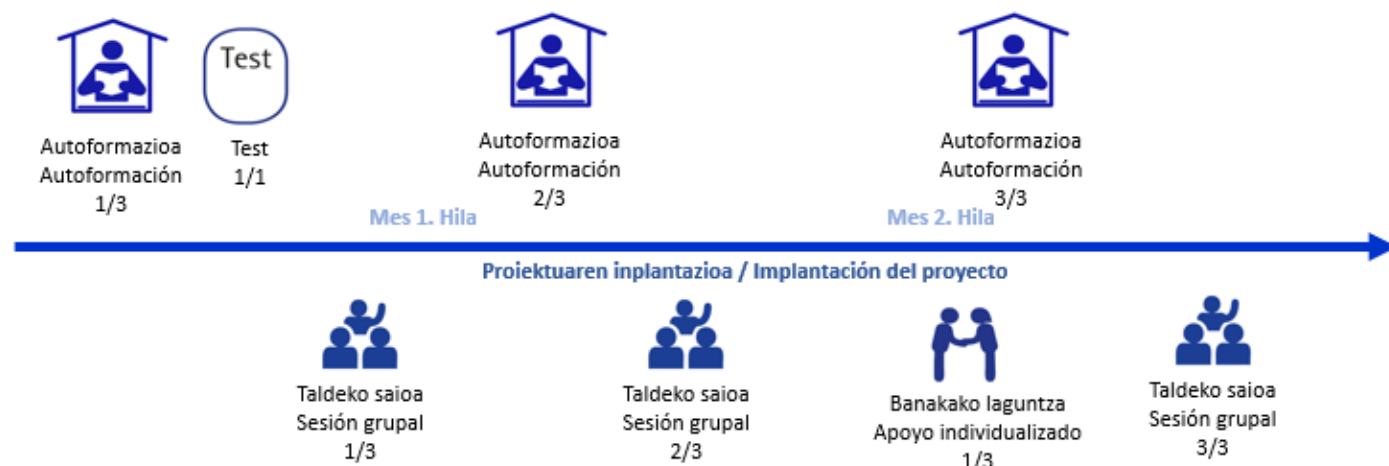 Test
Autoformazioa
Autoformación
1/3
Test
1/1
Autoformazioa
Autoformación
2/3
Autoformazioa
Autoformación
3/3
Mes 1. Hila
Mes 2. Hila
Proiektuaren inplantazioa / Implantación del proyecto
Taldeko saioa
Sesión grupal
1/3
Taldeko saioa
Sesión grupal
2/3
Banakako laguntza
Apoyo individualizado
1/3
Taldeko saioa
Sesión grupal
3/3